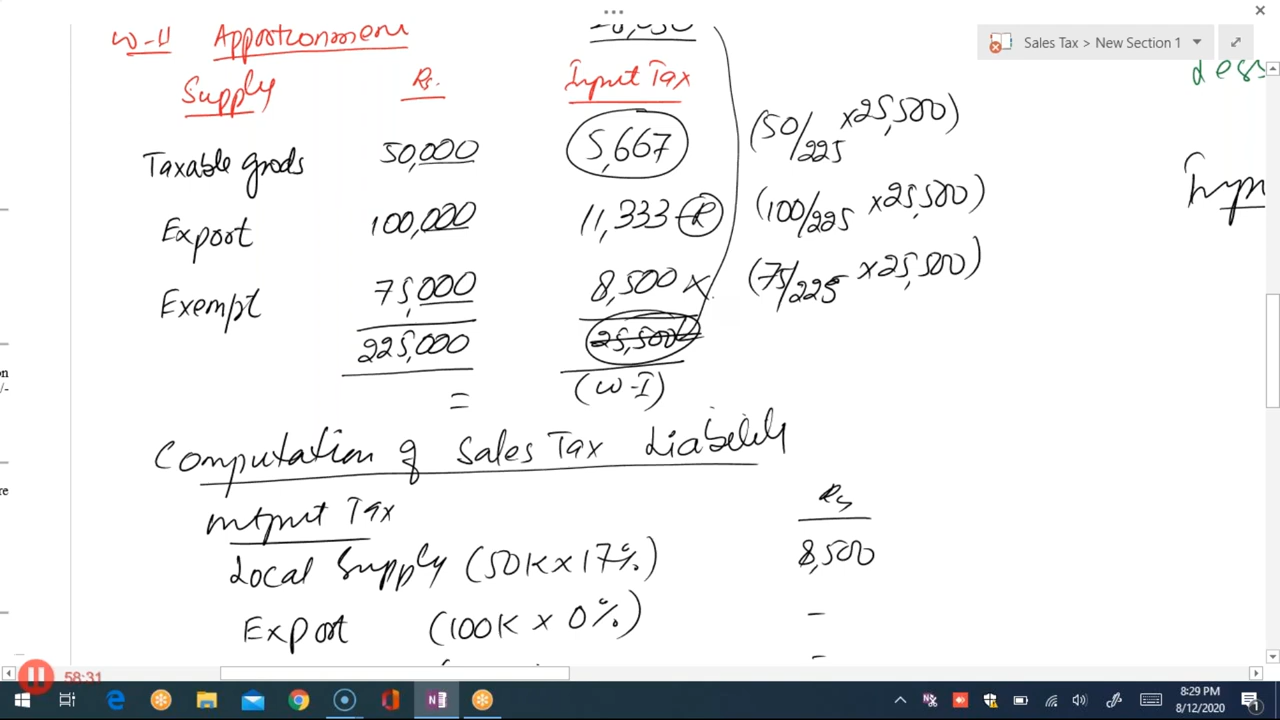 Sales Tax > New Section 1
W-II Apportionment
Less
Supply Rs. Input Tax
Taxable goods 50,000 5,667 (50/225 x 25,500)
Export 100,000 11,333 R (100/225 x 25,500)
Exempt 75,000 8,500 x (75/225 x 25,500)
225,000 25,500
= (W-I)
on
/-
Computation of Sales Tax Liability
re
Output Tax Rs
Local Supply (50K x 17%) 8,500
Export (100K x 0%) -
58:31
8:29 PM
8/12/2020